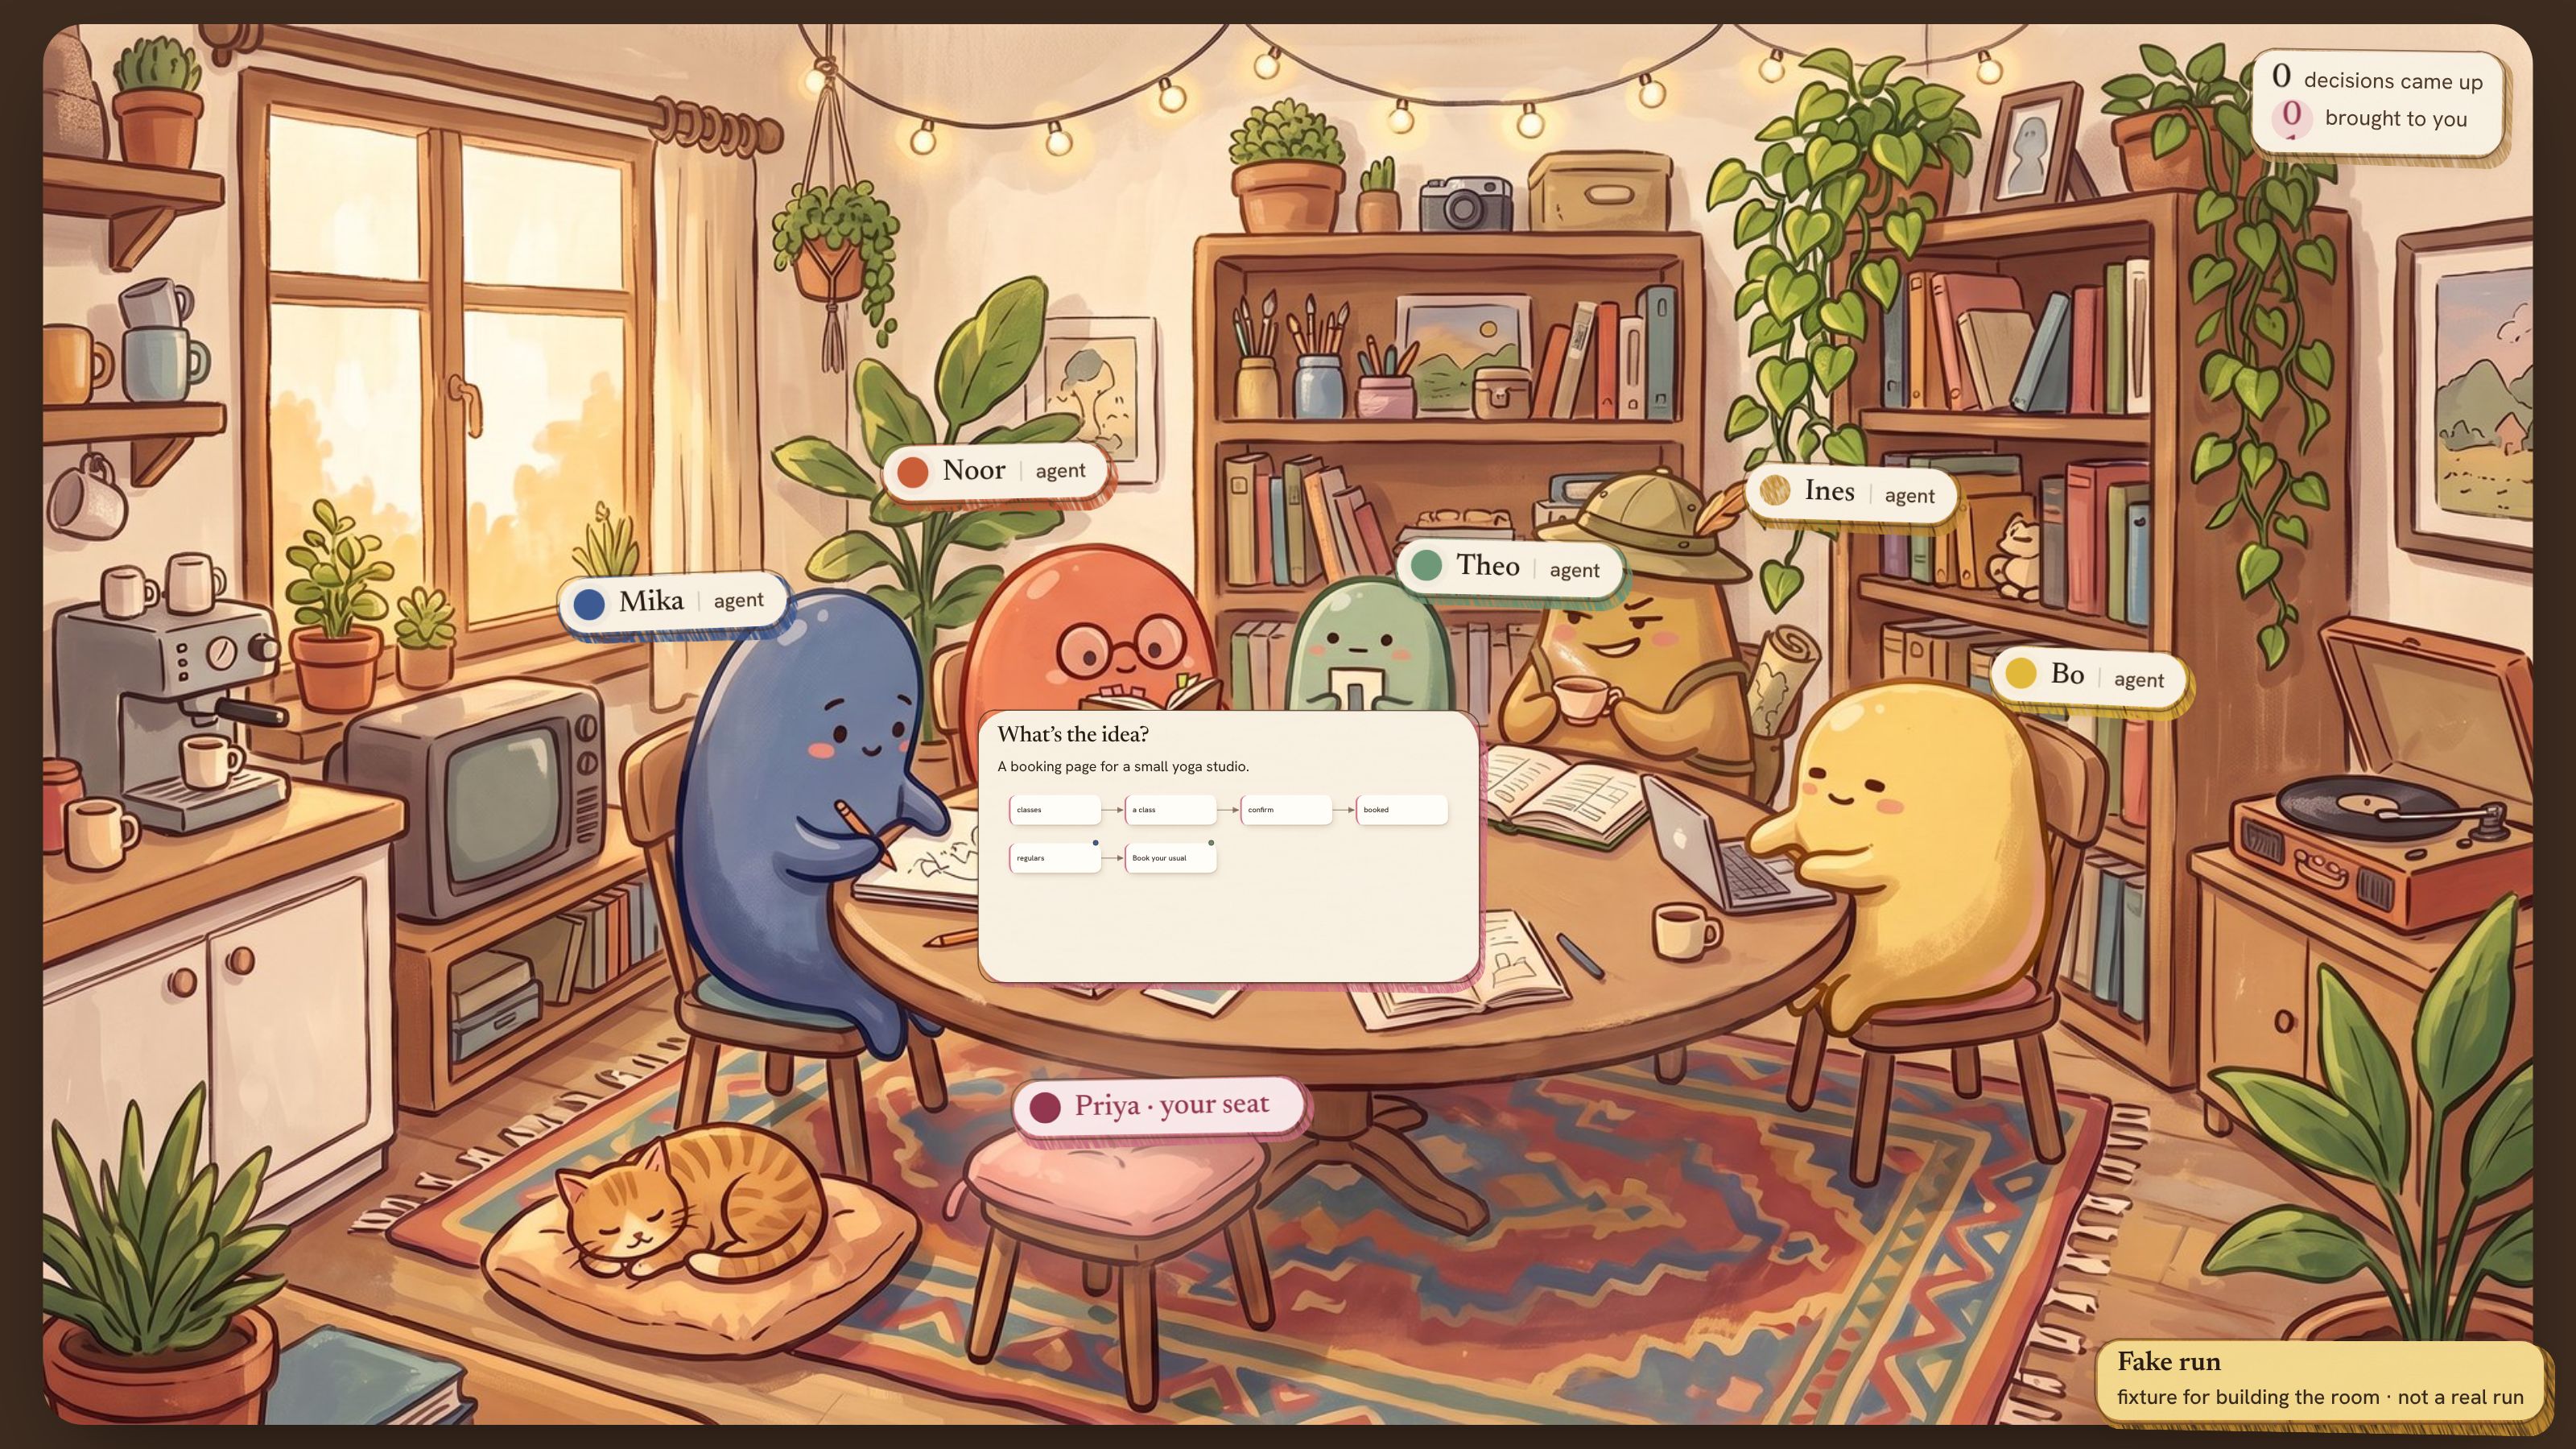 0 decisions came up
0 brought to you
Noor | agent
Ines | agent
Theo | agent
Mika | agent
Bo | agent
What's the idea?
A booking page for a small yoga studio.
classes
a class
confirm
booked
regulars
Book your usual
Priya · your seat
Fake run
fixture for building the room · not a real run